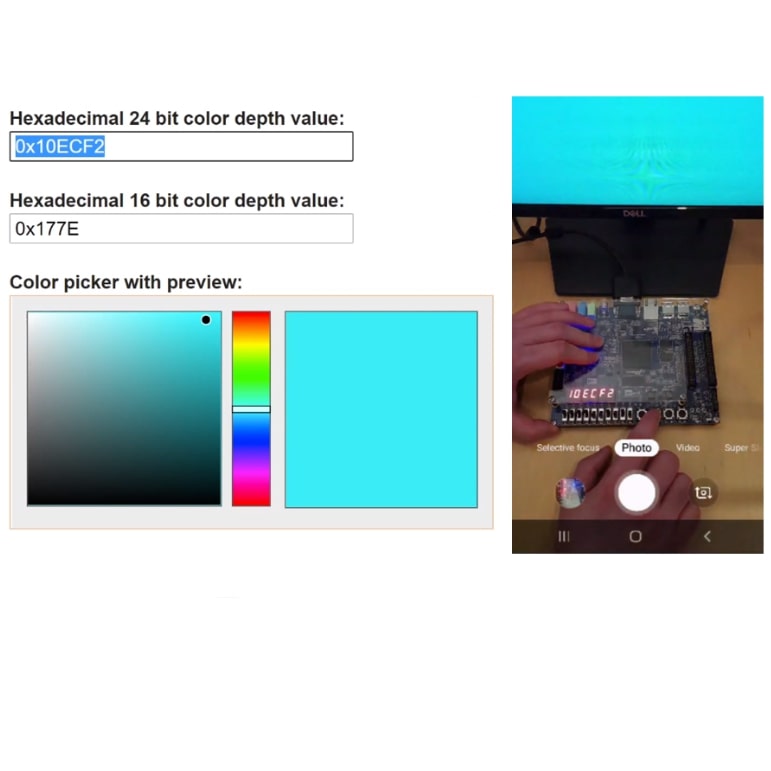 Hexadecimal 24 bit color depth value:
0x10ECF2
Hexadecimal 16 bit color depth value:
0x177E
Color picker with preview:
DELL
10ECF2
Selective focus Photo Video Super S